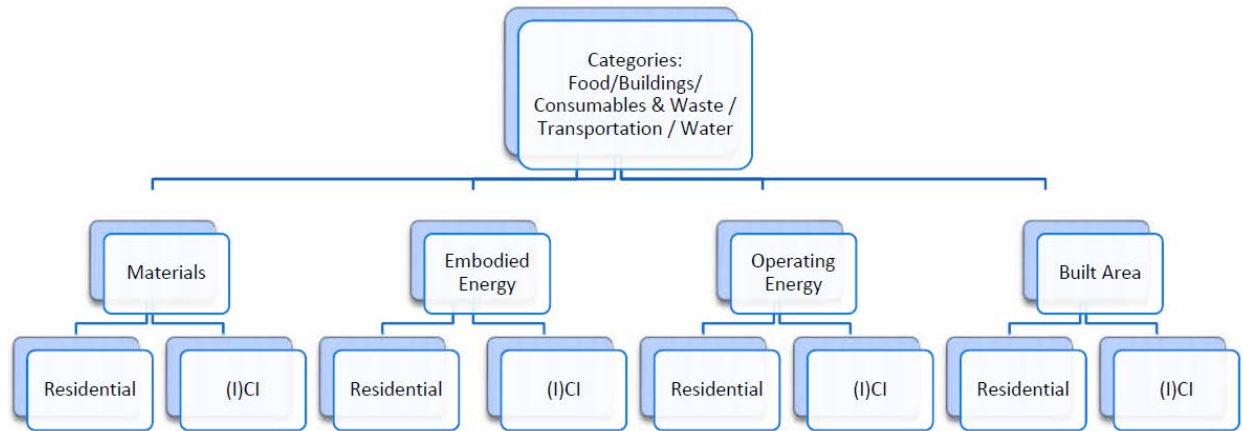 Categories:
Food/Buildings/
Consumables & Waste /
Transportation / Water
Materials
Embodied
Energy
Operating
Energy
Built Area
Residential
(I)CI
Residential
(I)CI
Residential
(I)CI
Residential
(I)CI